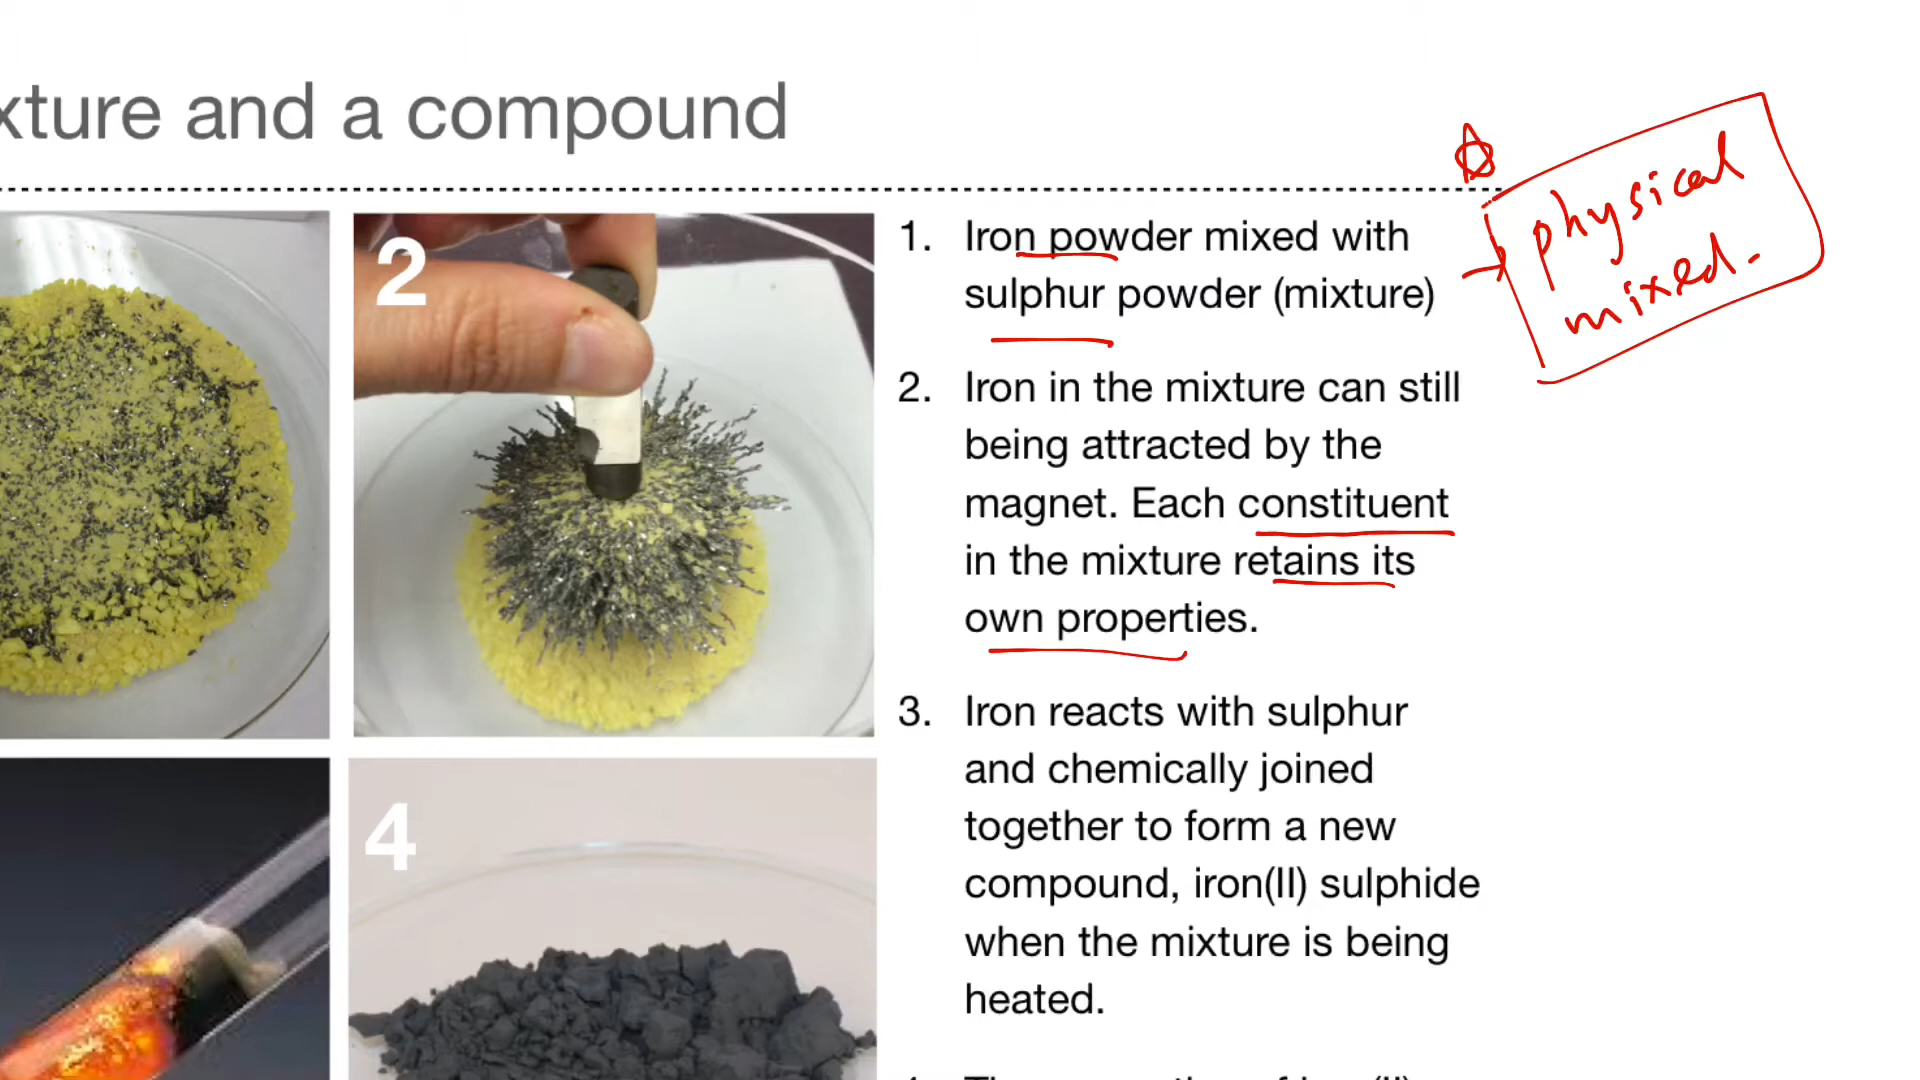 xture and a compound
2
4
1. Iron powder mixed with
sulphur powder (mixture)
2. Iron in the mixture can still
being attracted by the
magnet. Each constituent
in the mixture retains its
own properties.
3. Iron reacts with sulphur
and chemically joined
together to form a new
compound, iron(II) sulphide
when the mixture is being
heated.
physical
mixed.